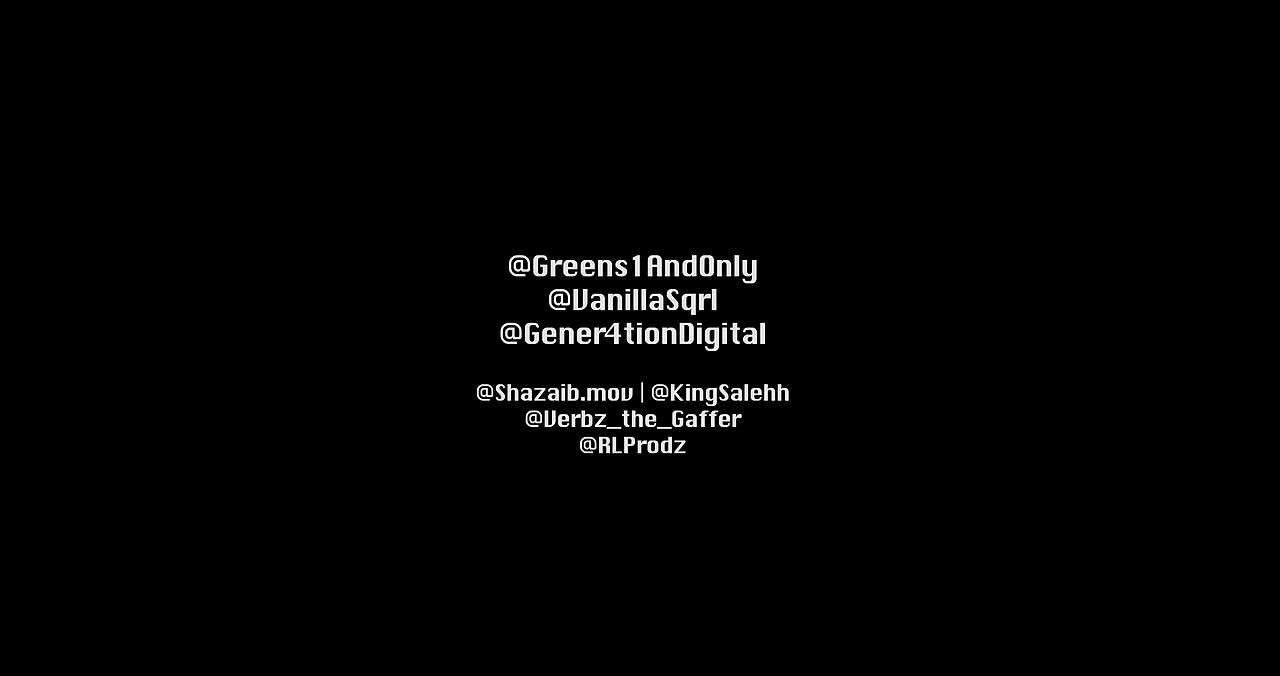 @Greens1AndOnly
@VanillaSqrl
@Gener4tionDigital
@Shazaib.mov | @KingSalehh
@Verbz_the_Gaffer
@RLProdz